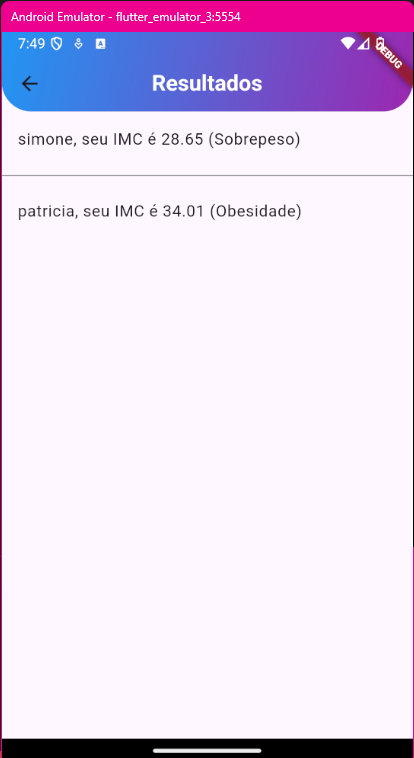 Android Emulator - flutter_emulator_3:5554
7:49
DEBUG
Resultados
simone, seu IMC é 28.65 (Sobrepeso)
patricia, seu IMC é 34.01 (Obesidade)